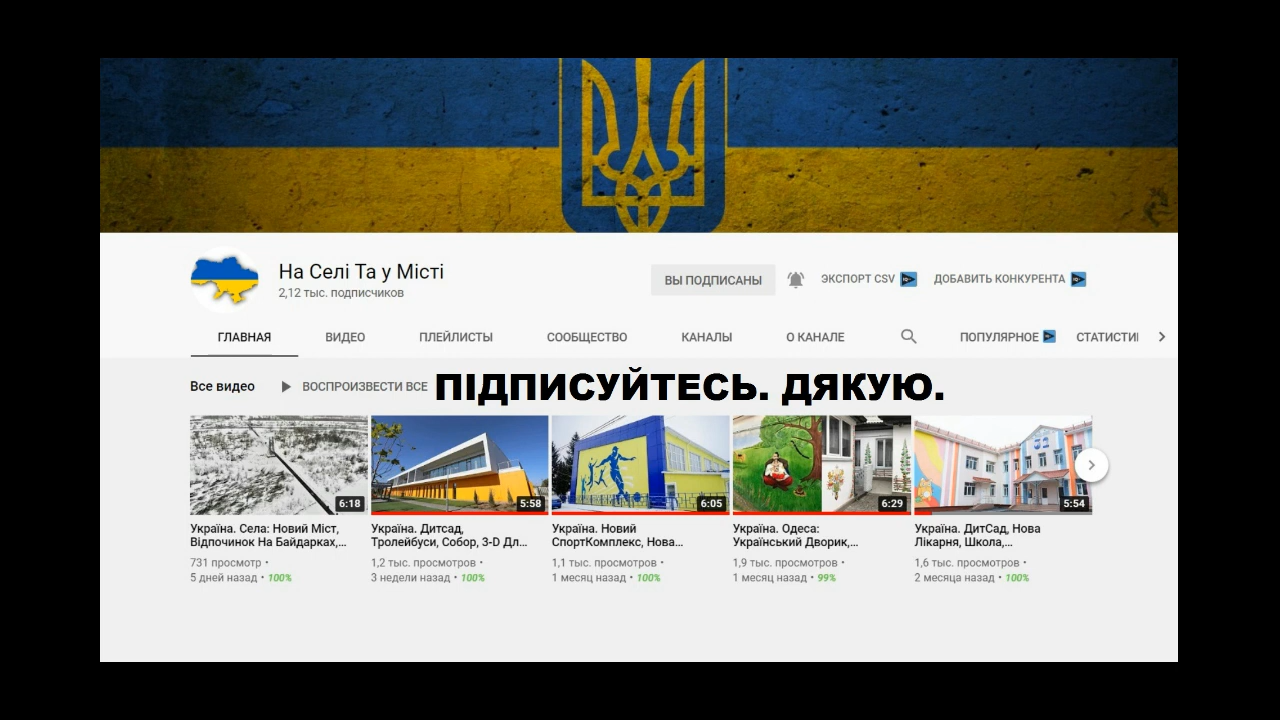 На Селі Та у Місті
2,12 тыс. подписчиков
ВЫ ПОДПИСАНЫ
ЭКСПОРТ CSV
ДОБАВИТЬ КОНКУРЕНТА
ГЛАВНАЯ ВИДЕО ПЛЕЙЛИСТЫ СООБЩЕСТВО КАНАЛЫ О КАНАЛЕ ПОПУЛЯРНОЕ СТАТИСТИ
Все видео ВОСПРОИЗВЕСТИ ВСЕ ПІДПИСУЙТЕСЬ. ДЯКУЮ.
6:18
5:58
6:05
6:29
5:54
Україна. Села: Новий Міст,
Відпочинок На Байдарках,...
731 просмотр •
5 дней назад • 100%
Україна. Дитсад,
Тролейбуси, Собор, 3-D Дл...
1,2 тыс. просмотров •
3 недели назад • 100%
Україна. Новий
СпортКомплекс, Нова...
1,1 тыс. просмотров •
1 месяц назад • 100%
Україна. Одеса:
Український Дворик,...
1,9 тыс. просмотров •
1 месяц назад • 99%
Україна. ДитСад, Нова
Лікарня, Школа,...
1,6 тыс. просмотров •
2 месяца назад • 100%